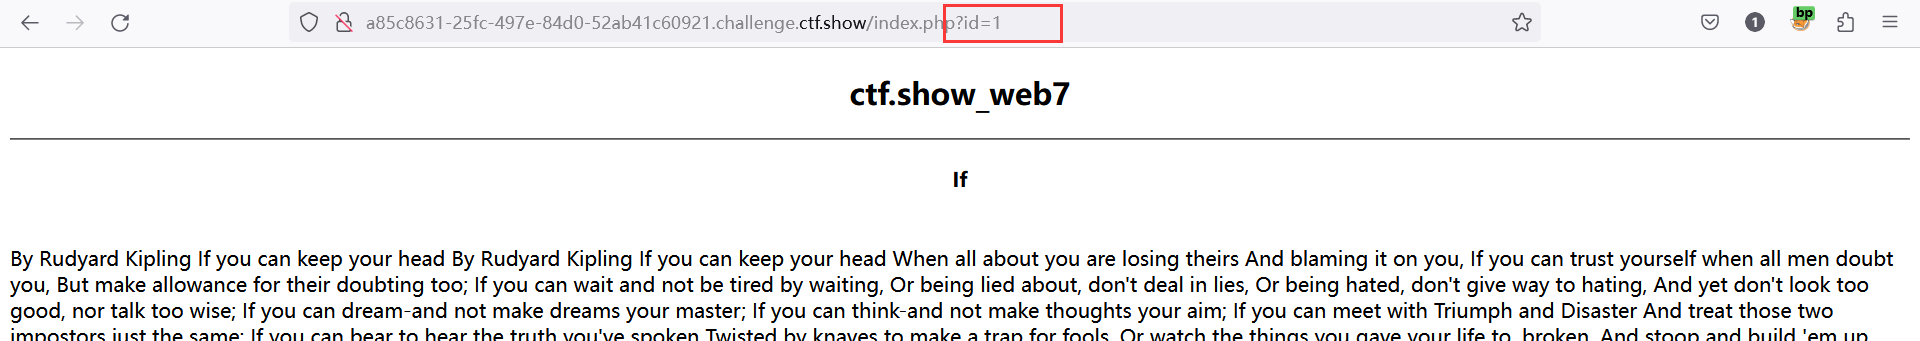 a85c8631-25fc-497e-84d0-52ab41c60921.challenge.ctf.show/index.php?id=1
1
bp
ctf.show_web7
If
By Rudyard Kipling If you can keep your head By Rudyard Kipling If you can keep your head When all about you are losing theirs And blaming it on you, If you can trust yourself when all men doubt
you, But make allowance for their doubting too; If you can wait and not be tired by waiting, Or being lied about, don't deal in lies, Or being hated, don't give way to hating, And yet don't look too
good, nor talk too wise; If you can dream-and not make dreams your master; If you can think-and not make thoughts your aim; If you can meet with Triumph and Disaster And treat those two
impostors just the same; If you can bear to hear the truth you've spoken Twisted by knaves to make a trap for fools, Or watch the things you gave your life to, broken, And stoop and build 'em up